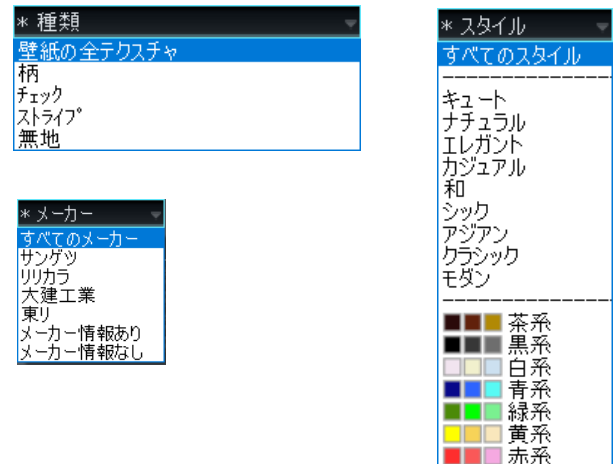 * 種類
壁紙の全テクスチャ
柄
チェック
ストライプ
無地
* メーカー
すべてのメーカー
サンゲツ
リリカラ
大建工業
東リ
メーカー情報あり
メーカー情報なし
* スタイル
すべてのスタイル
キュート
ナチュラル
エレガント
カジュアル
和
シック
アジアン
クラシック
モダン
茶系
黒系
白系
青系
緑系
黄系
赤系